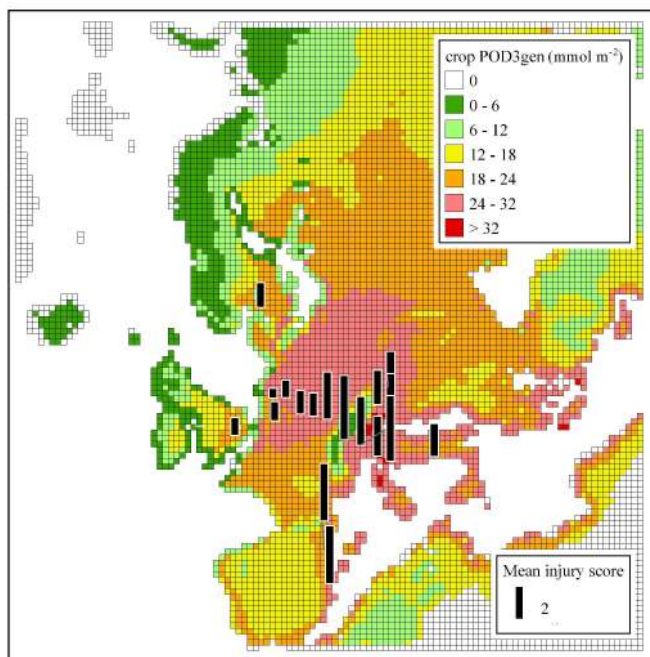 crop POD3gen (mmol m⁻²)
0
0 - 6
6 - 12
12 - 18
18 - 24
24 - 32
> 32
Mean injury score
2